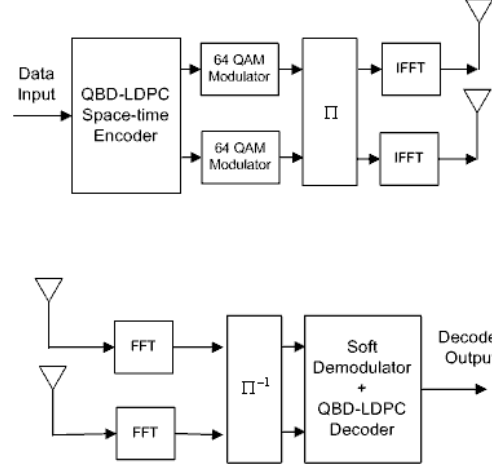 Data
Input
QBD-LDPC
Space-time
Encoder
64 QAM
Modulator
64 QAM
Modulator
Π
IFFT
IFFT
FFT
FFT
Π⁻¹
Soft
Demodulator
+
QBD-LDPC
Decoder
Decode
Output